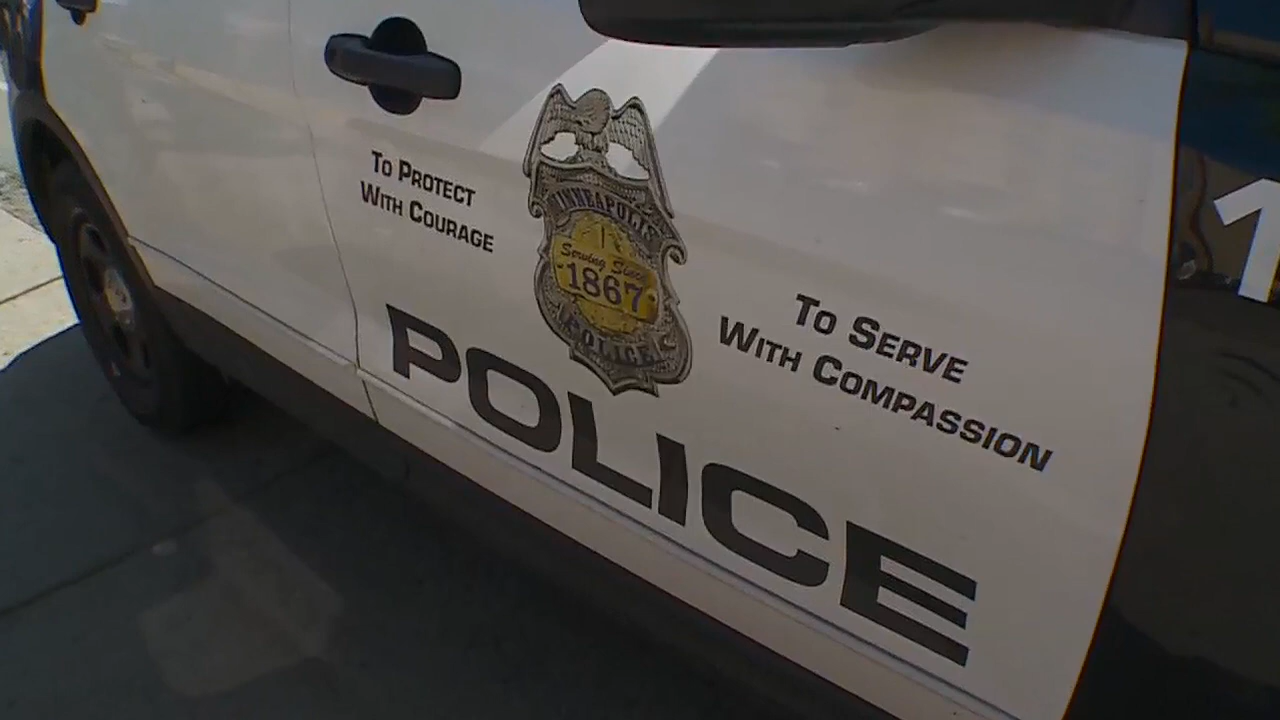 To Protect
With Courage
MINNEAPOLIS
Serving Since
1867
POLICE
To Serve
With Compassion
POLICE
1